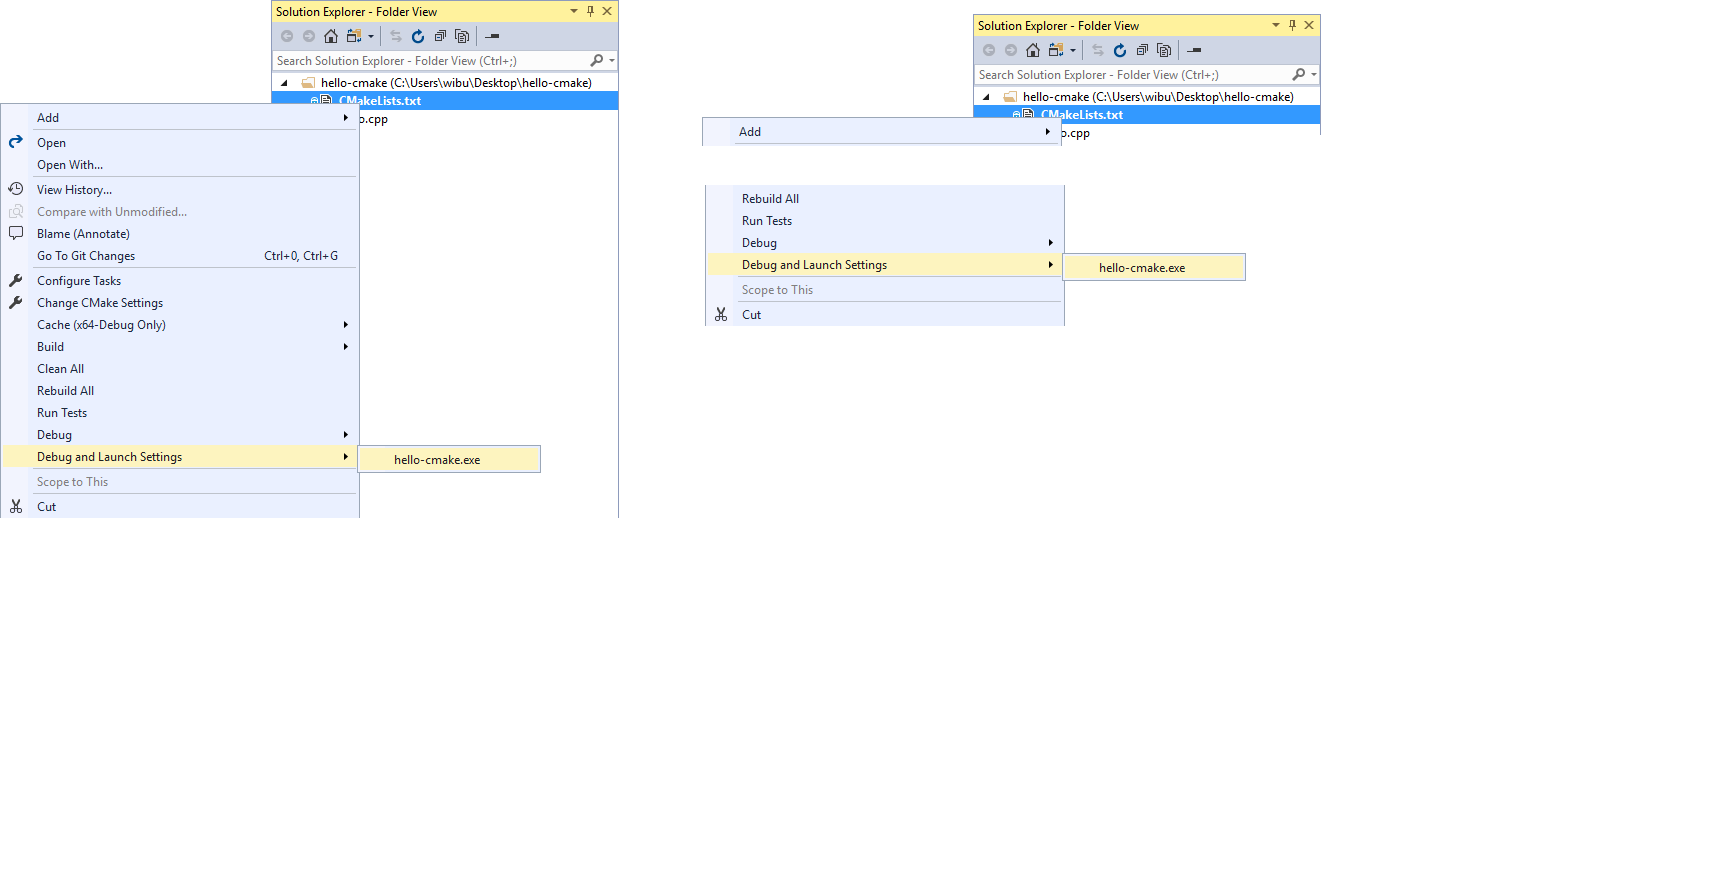 Solution Explorer - Folder View
Search Solution Explorer - Folder View (Ctrl+;)
hello-cmake (C:\Users\wibu\Desktop\hello-cmake)
CMakeLists.txt
o.cpp
Add
Open
Open With...
View History...
Compare with Unmodified...
Blame (Annotate)
Go To Git Changes Ctrl+0, Ctrl+G
Configure Tasks
Change CMake Settings
Cache (x64-Debug Only)
Build
Clean All
Rebuild All
Run Tests
Debug
Debug and Launch Settings
hello-cmake.exe
Scope to This
Cut
Solution Explorer - Folder View
Search Solution Explorer - Folder View (Ctrl+;)
hello-cmake (C:\Users\wibu\Desktop\hello-cmake)
CMakeLists.txt
o.cpp
Add
Rebuild All
Run Tests
Debug
Debug and Launch Settings
hello-cmake.exe
Scope to This
Cut